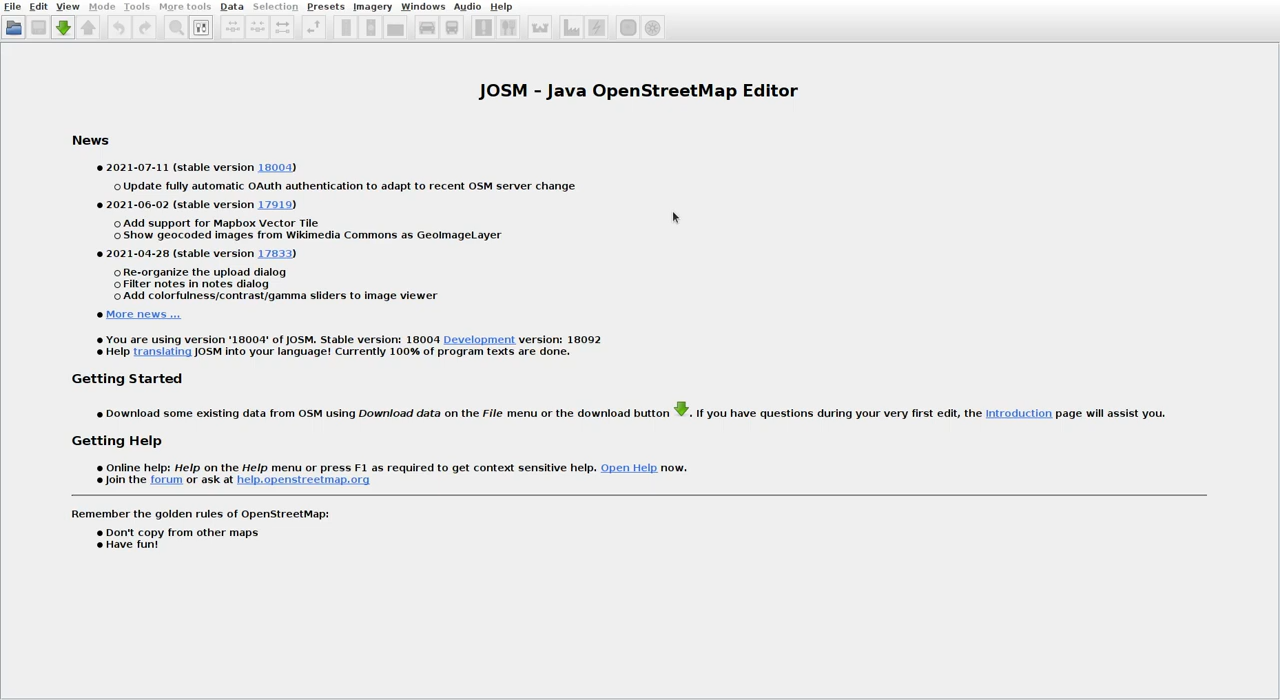 File Edit View Mode Tools More tools Data Selection Presets Imagery Windows Audio Help
JOSM – Java OpenStreetMap Editor
News
2021-07-11 (stable version 18004)
Update fully automatic OAuth authentication to adapt to recent OSM server change
2021-06-02 (stable version 17919)
Add support for Mapbox Vector Tile
Show geocoded images from Wikimedia Commons as GeoImageLayer
2021-04-28 (stable version 17833)
Re-organize the upload dialog
Filter notes in notes dialog
Add colorfulness/contrast/gamma sliders to image viewer
More news ...
You are using version '18004' of JOSM. Stable version: 18004 Development version: 18092
Help translating JOSM into your language! Currently 100% of program texts are done.
Getting Started
Download some existing data from OSM using Download data on the File menu or the download button . If you have questions during your very first edit, the Introduction page will assist you.
Getting Help
Online help: Help on the Help menu or press F1 as required to get context sensitive help. Open Help now.
Join the forum or ask at help.openstreetmap.org
Remember the golden rules of OpenStreetMap:
Don't copy from other maps
Have fun!